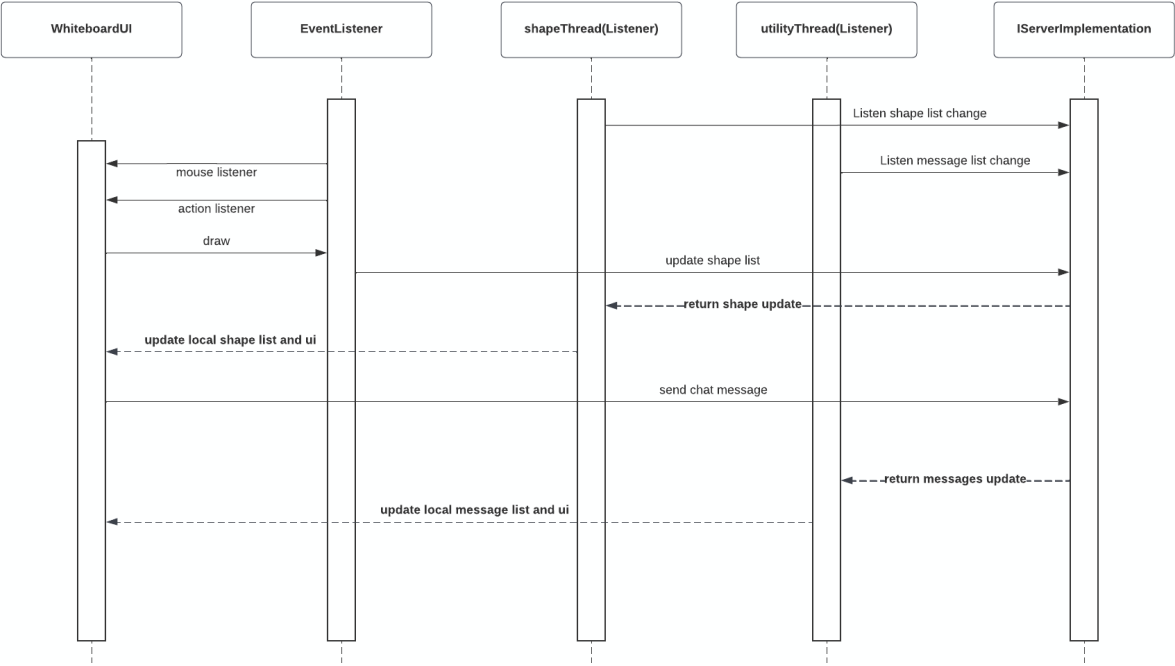 WhiteboardUI
EventListener
shapeThread(Listener)
utilityThread(Listener)
IServerImplementation
Listen shape list change
Listen message list change
mouse listener
action listener
draw
update shape list
return shape update
update local shape list and ui
send chat message
return messages update
update local message list and ui